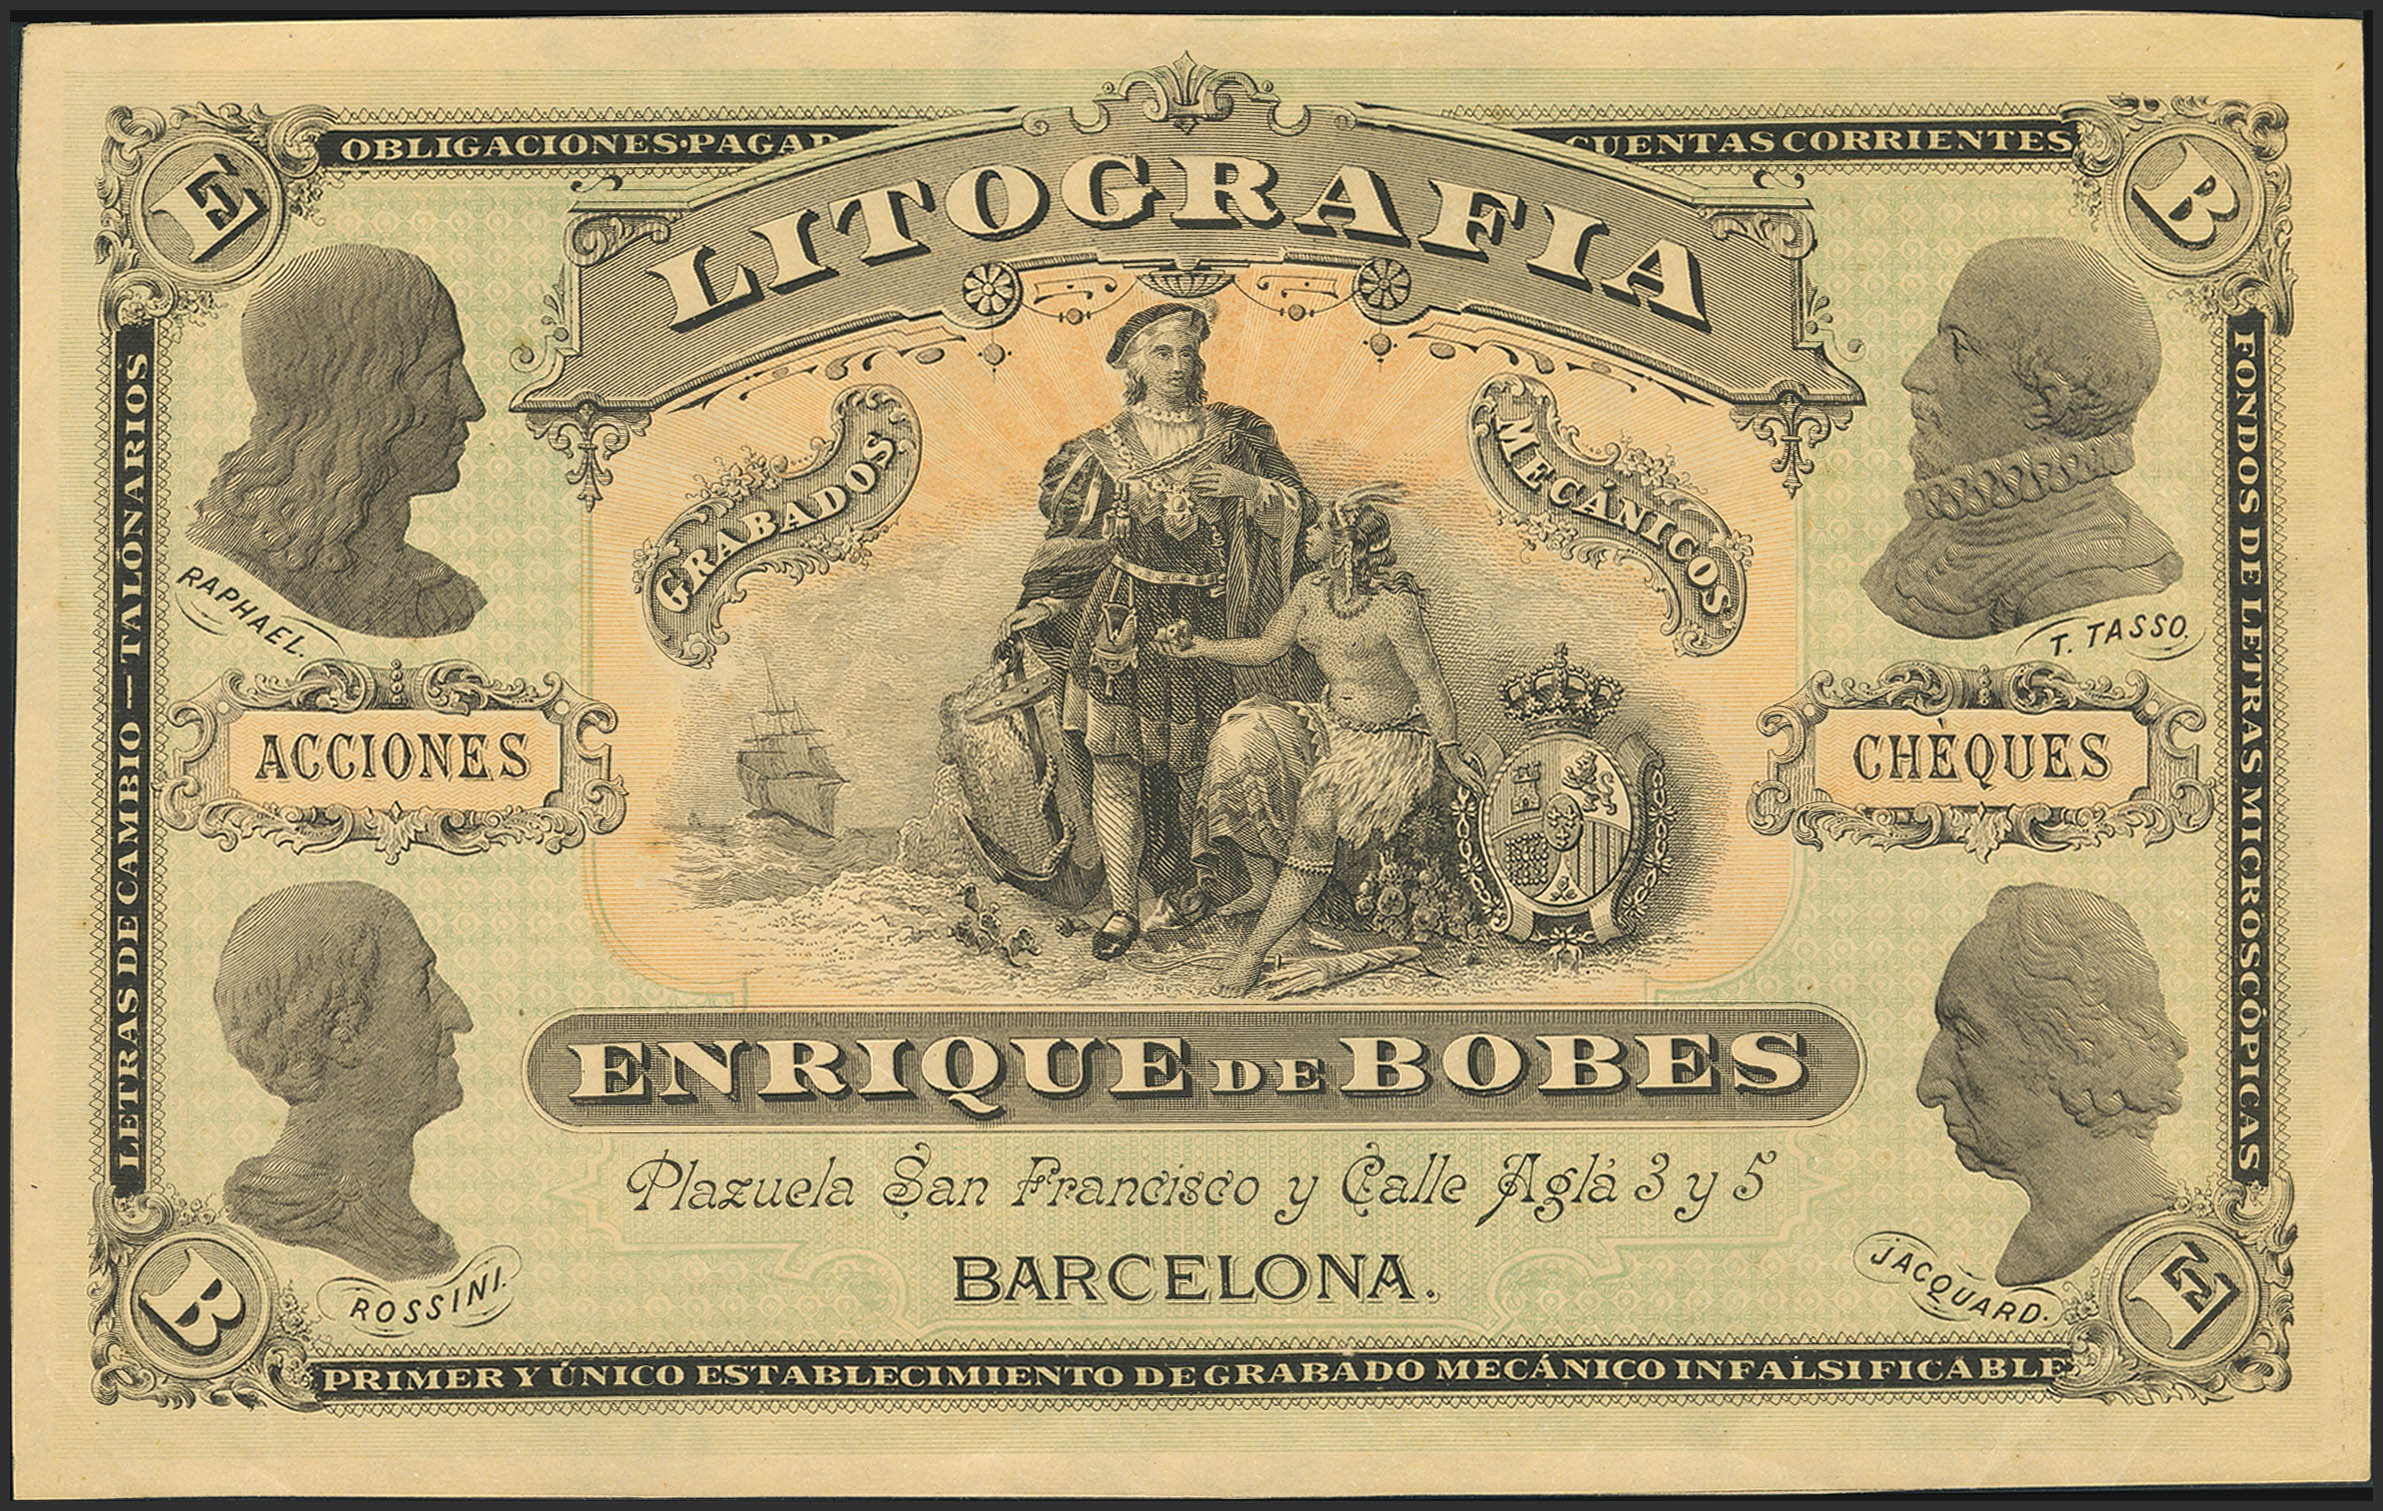 E
OBLIGACIONES·PAGAR
CUENTAS CORRIENTES
B
LITOGRAFIA
GRABADOS
MECÁNICOS
LETRAS DE CAMBIO — TALONARIOS
FONDOS DE LETRAS MICROSCÓPICAS
RAPHAEL.
T. TASSO.
ACCIONES
CHÈQUES
ENRIQUE DE BOBES
Plazuela San Francisco y Calle Aglá 3 y 5
BARCELONA.
ROSSINI.
JACQUARD.
B
E
PRIMER Y ÚNICO ESTABLECIMIENTO DE GRABADO MECÁNICO INFALSIFICABLE